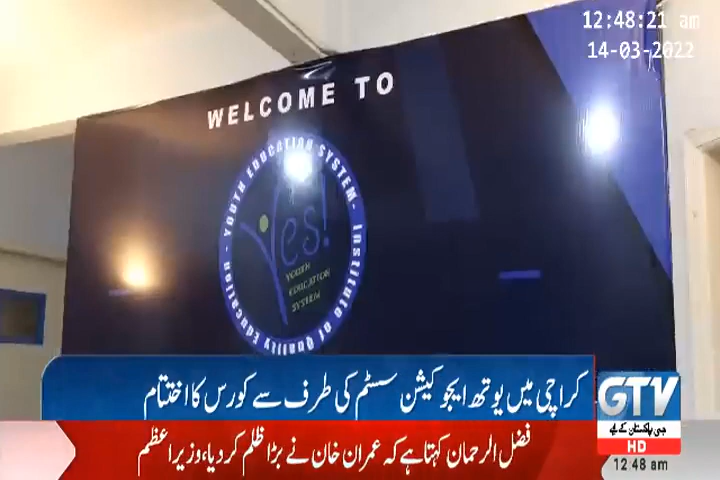 12:48:21 am
14-03-2022
WELCOME TO
- YOUTH EDUCATION SYSTEM -
Institute of Quality Education
Yes!
YOUTH
EDUCATION
SYSTEM
کراچی میں یوتھ ایجوکیشن سسٹم کی طرف سے کورس کا اختتام
GTV
جی پاکستان کے لیے
HD
فضل الرحمان کہتا ہے کہ عمران خان نے بڑا ظلم کر دیا، وزیراعظم
12:48 am